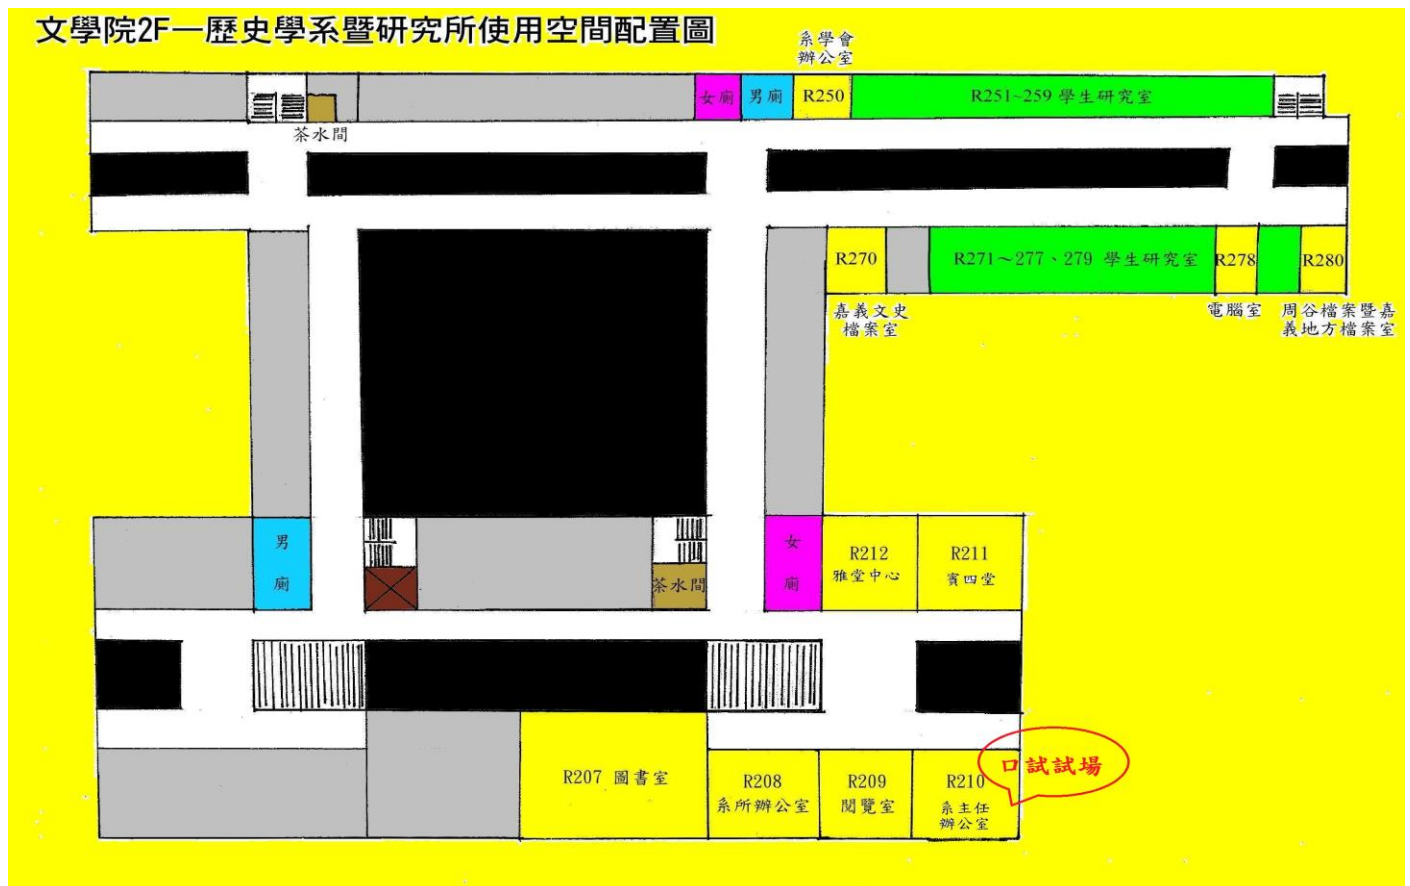 文學院2F—歷史學系暨研究所使用空間配置圖
系學會
辦公室
女廁
男廁
R250
R251~259 學生研究室
茶水間
R270
R271～277、279 學生研究室
R278
R280
嘉義文史
檔案室
電腦室
周谷檔案暨嘉
義地方檔案室
男
廁
茶水間
女
廁
R212
雅堂中心
R211
賓四堂
R207 圖書室
R208
系所辦公室
R209
閱覽室
R210
系主任
辦公室
口試試場